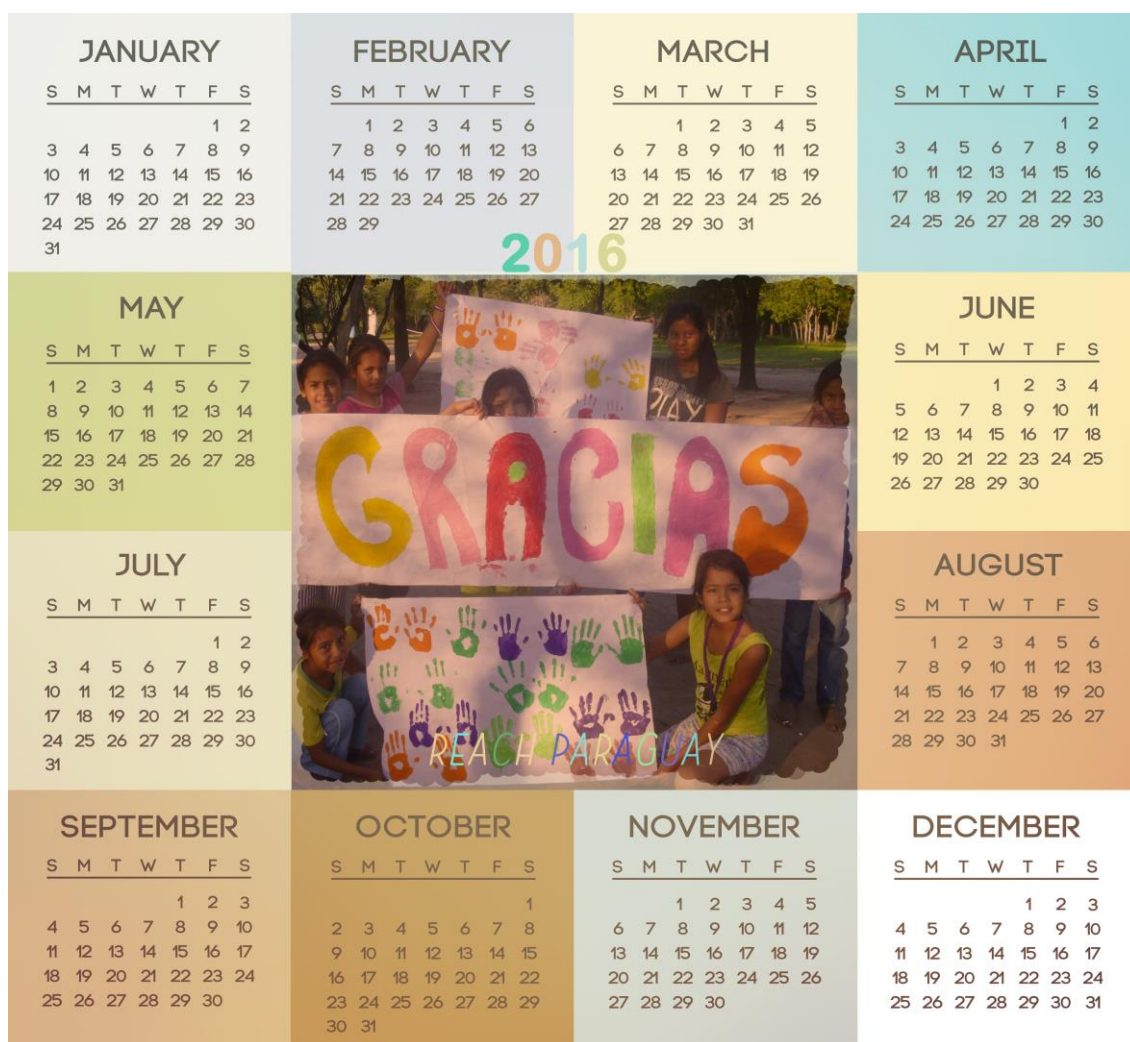 JANUARY
S M T W T F S
1 2
3 4 5 6 7 8 9
10 11 12 13 14 15 16
17 18 19 20 21 22 23
24 25 26 27 28 29 30
31
FEBRUARY
S M T W T F S
1 2 3 4 5 6
7 8 9 10 11 12 13
14 15 16 17 18 19 20
21 22 23 24 25 26 27
28 29
MARCH
S M T W T F S
1 2 3 4 5
6 7 8 9 10 11 12
13 14 15 16 17 18 19
20 21 22 23 24 25 26
27 28 29 30 31
APRIL
S M T W T F S
1 2
3 4 5 6 7 8 9
10 11 12 13 14 15 16
17 18 19 20 21 22 23
24 25 26 27 28 29 30
2016
MAY
S M T W T F S
1 2 3 4 5 6 7
8 9 10 11 12 13 14
15 16 17 18 19 20 21
22 23 24 25 26 27 28
29 30 31
GRACIAS
JUNE
S M T W T F S
1 2 3 4
5 6 7 8 9 10 11
12 13 14 15 16 17 18
19 20 21 22 23 24 25
26 27 28 29 30
JULY
S M T W T F S
1 2
3 4 5 6 7 8 9
10 11 12 13 14 15 16
17 18 19 20 21 22 23
24 25 26 27 28 29 30
31
REACH PARAGUAY
AUGUST
S M T W T F S
1 2 3 4 5 6
7 8 9 10 11 12 13
14 15 16 17 18 19 20
21 22 23 24 25 26 27
28 29 30 31
SEPTEMBER
S M T W T F S
1 2 3
4 5 6 7 8 9 10
11 12 13 14 15 16 17
18 19 20 21 22 23 24
25 26 27 28 29 30
OCTOBER
S M T W T F S
1
2 3 4 5 6 7 8
9 10 11 12 13 14 15
16 17 18 19 20 21 22
23 24 25 26 27 28 29
30 31
NOVEMBER
S M T W T F S
1 2 3 4 5
6 7 8 9 10 11 12
13 14 15 16 17 18 19
20 21 22 23 24 25 26
27 28 29 30
DECEMBER
S M T W T F S
1 2 3
4 5 6 7 8 9 10
11 12 13 14 15 16 17
18 19 20 21 22 23 24
25 26 27 28 29 30 31